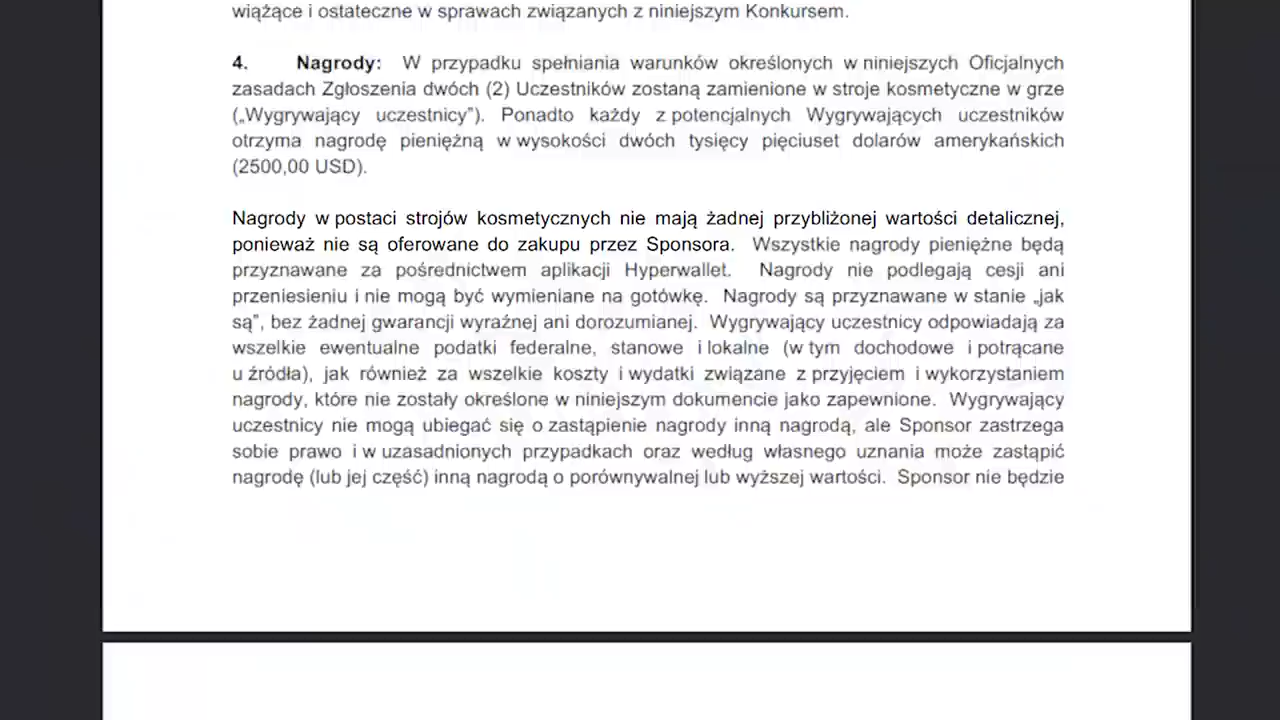 wiążące i ostateczne w sprawach związanych z niniejszym Konkursem.
4. Nagrody: W przypadku spełniania warunków określonych w niniejszych Oficjalnych
zasadach Zgłoszenia dwóch (2) Uczestników zostaną zamienione w stroje kosmetyczne w grze
(„Wygrywający uczestnicy”). Ponadto każdy z potencjalnych Wygrywających uczestników
otrzyma nagrodę pieniężną w wysokości dwóch tysięcy pięciuset dolarów amerykańskich
(2500,00 USD).
Nagrody w postaci strojów kosmetycznych nie mają żadnej przybliżonej wartości detalicznej,
ponieważ nie są oferowane do zakupu przez Sponsora. Wszystkie nagrody pieniężne będą
przyznawane za pośrednictwem aplikacji Hyperwallet. Nagrody nie podlegają cesji ani
przeniesieniu i nie mogą być wymieniane na gotówkę. Nagrody są przyznawane w stanie „jak
są”, bez żadnej gwarancji wyraźnej ani dorozumianej. Wygrywający uczestnicy odpowiadają za
wszelkie ewentualne podatki federalne, stanowe i lokalne (w tym dochodowe i potrącane
u źródła), jak również za wszelkie koszty i wydatki związane z przyjęciem i wykorzystaniem
nagrody, które nie zostały określone w niniejszym dokumencie jako zapewnione. Wygrywający
uczestnicy nie mogą ubiegać się o zastąpienie nagrody inną nagrodą, ale Sponsor zastrzega
sobie prawo i w uzasadnionych przypadkach oraz według własnego uznania może zastąpić
nagrodę (lub jej część) inną nagrodą o porównywalnej lub wyższej wartości. Sponsor nie będzie